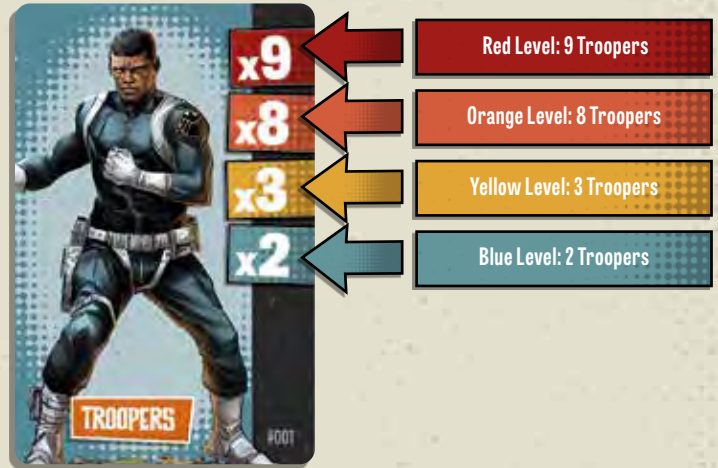 x9
Red Level: 9 Troopers
x8
Orange Level: 8 Troopers
x3
Yellow Level: 3 Troopers
x2
Blue Level: 2 Troopers
TROOPERS
#001